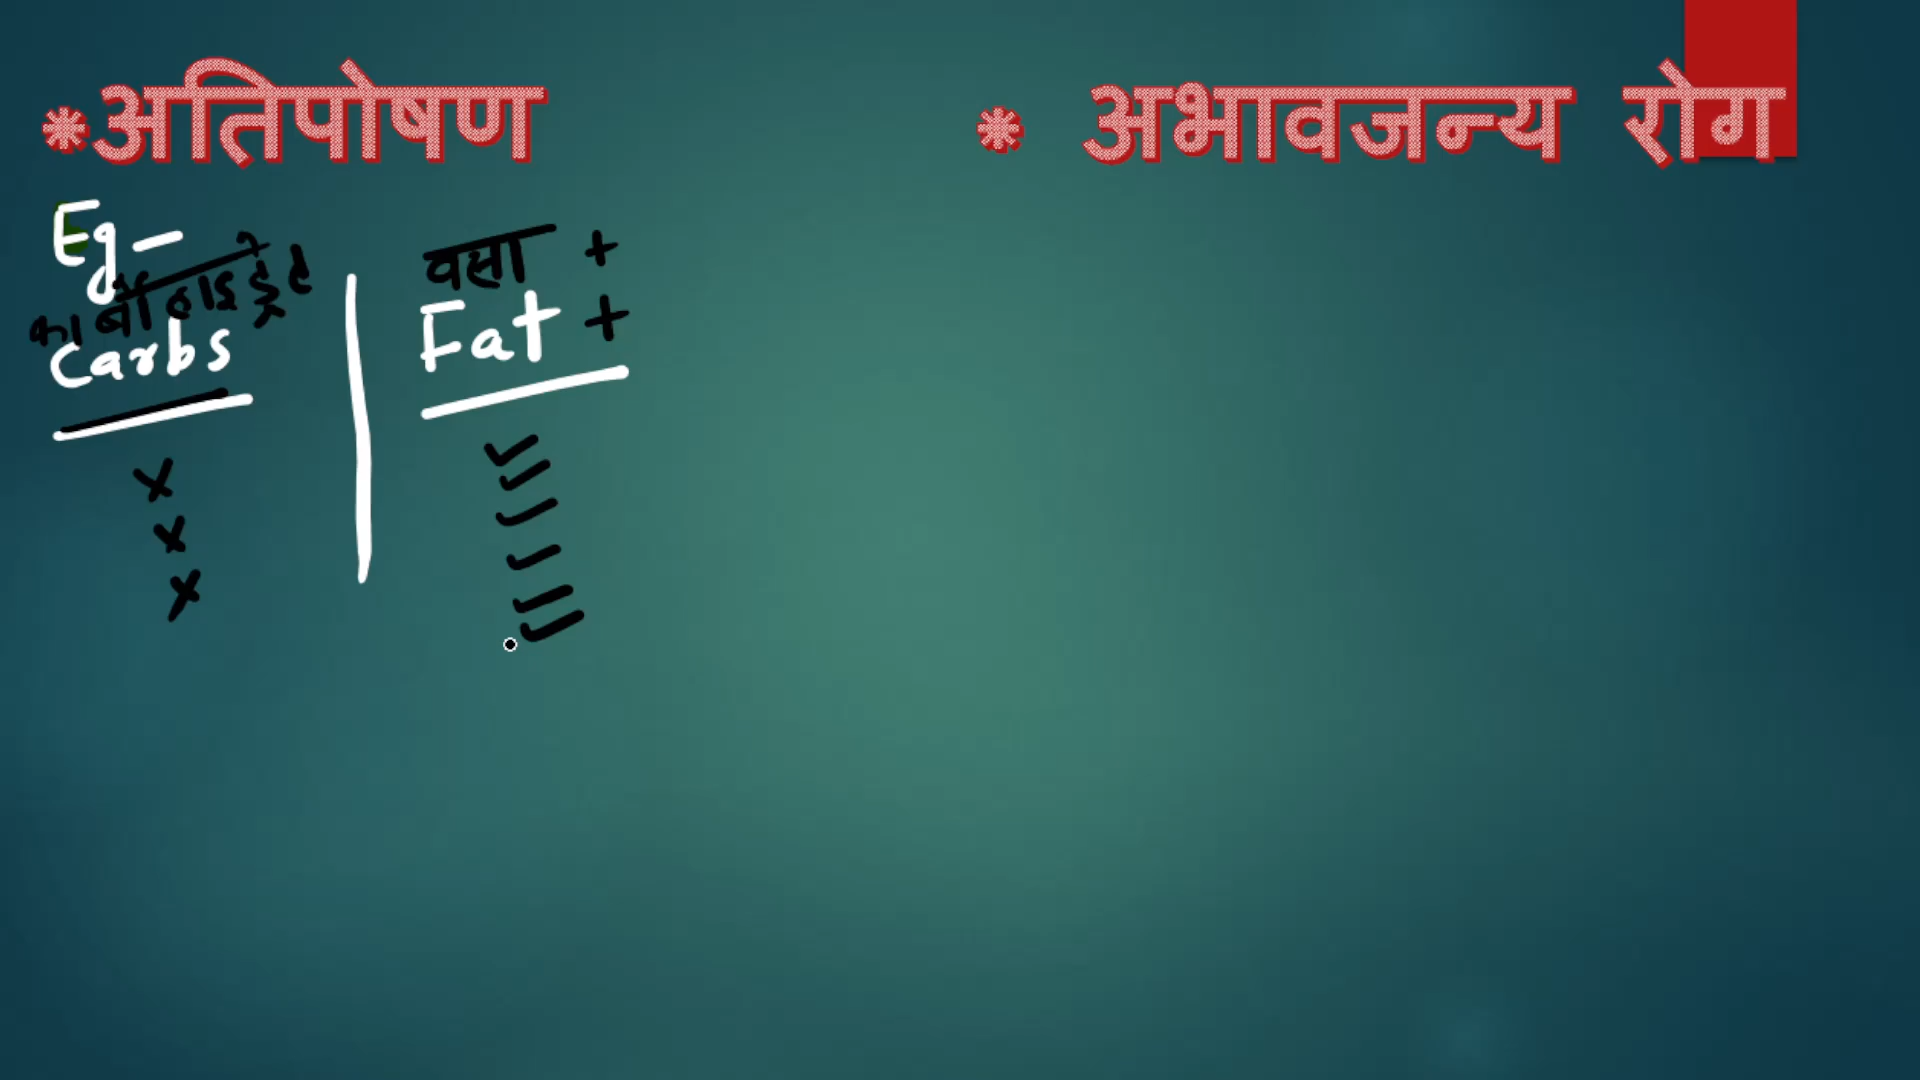 *अतिपोषण
* अभावजन्य रोग
Eg-
कार्बोहाइड्रेट
Carbs
x
x
x
वसा +
Fat +
✓
✓
✓
✓
✓
✓